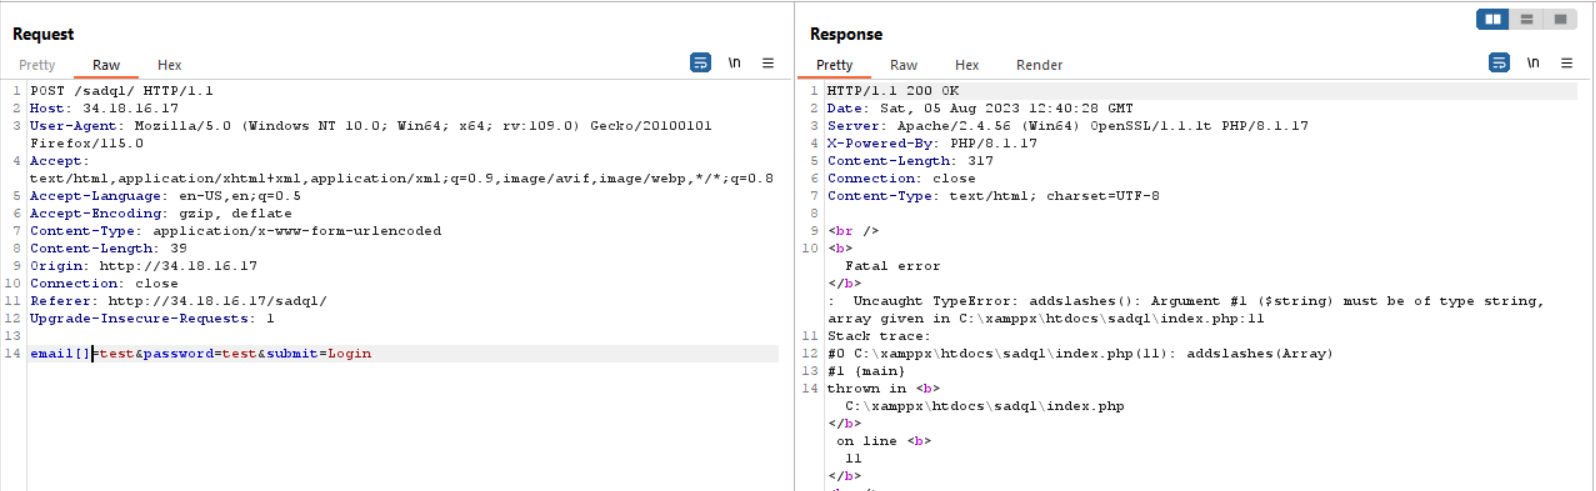 Request
Pretty Raw Hex \n
1 POST /sadql/ HTTP/1.1
2 Host: 34.18.16.17
3 User-Agent: Mozilla/5.0 (Windows NT 10.0; Win64; x64; rv:109.0) Gecko/20100101
Firefox/115.0
4 Accept:
text/html,application/xhtml+xml,application/xml;q=0.9,image/avif,image/webp,*/*;q=0.8
5 Accept-Language: en-US,en;q=0.5
6 Accept-Encoding: gzip, deflate
7 Content-Type: application/x-www-form-urlencoded
8 Content-Length: 39
9 Origin: http://34.18.16.17
10 Connection: close
11 Referer: http://34.18.16.17/sadql/
12 Upgrade-Insecure-Requests: 1
13
14 email[]=test&password=test&submit=Login
Response
Pretty Raw Hex Render \n
1 HTTP/1.1 200 OK
2 Date: Sat, 05 Aug 2023 12:40:28 GMT
3 Server: Apache/2.4.56 (Win64) OpenSSL/1.1.1t PHP/8.1.17
4 X-Powered-By: PHP/8.1.17
5 Content-Length: 317
6 Connection: close
7 Content-Type: text/html; charset=UTF-8
8
9 <br />
10 <b>
Fatal error
</b>
: Uncaught TypeError: addslashes(): Argument #1 ($string) must be of type string,
array given in C:\xamppx\htdocs\sadql\index.php:11
11 Stack trace:
12 #0 C:\xamppx\htdocs\sadql\index.php(11): addslashes(Array)
13 #1 {main}
14 thrown in <b>
C:\xamppx\htdocs\sadql\index.php
</b>
on line <b>
11
</b>